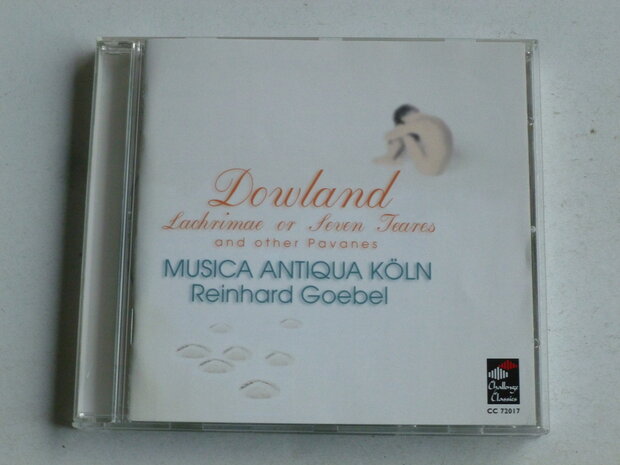 Dowland
Lachrimae or Seven Teares
and other Pavanes
MUSICA ANTIQUA KÖLN
Reinhard Goebel
Challenge
Classics
CC 72017